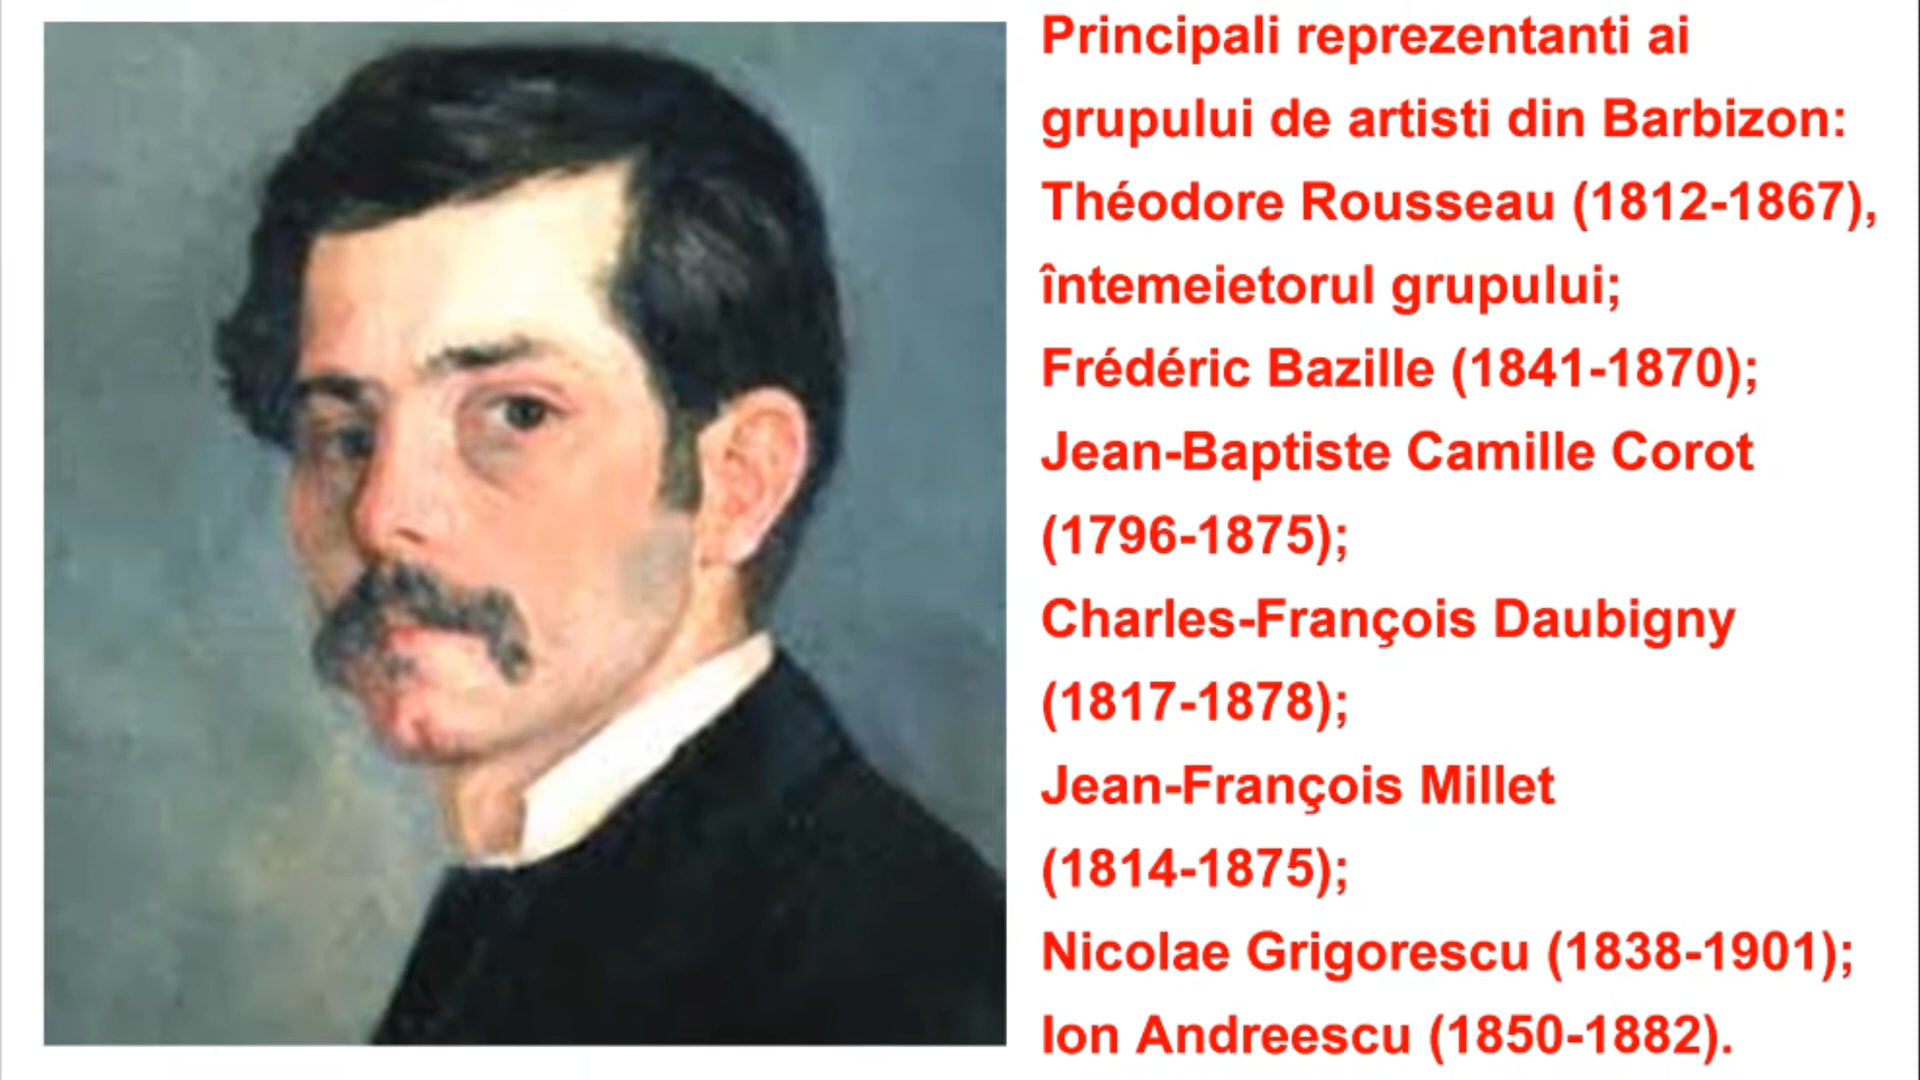 Principali reprezentanti ai
grupului de artisti din Barbizon:
Théodore Rousseau (1812-1867),
întemeietorul grupului;
Frédéric Bazille (1841-1870);
Jean-Baptiste Camille Corot
(1796-1875);
Charles-François Daubigny
(1817-1878);
Jean-François Millet
(1814-1875);
Nicolae Grigorescu (1838-1901);
Ion Andreescu (1850-1882).